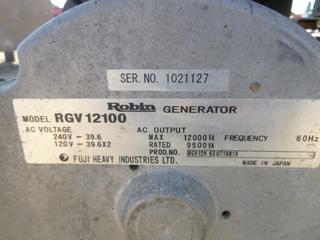 SER. NO. 1021127
Robin GENERATOR
MODEL RGV12100
AC VOLTAGE AC OUTPUT
240V - 39.6 MAX 12000VA FREQUENCY 60Hz
120V - 39.6X2 RATED 9500VA
PROD.NO.
FUJI HEAVY INDUSTRIES LTD. MADE IN JAPAN